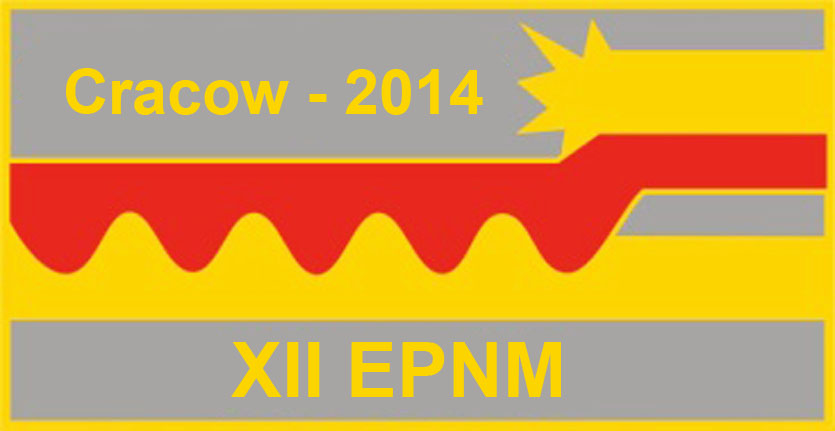 Cracow - 2014
XII EPNM